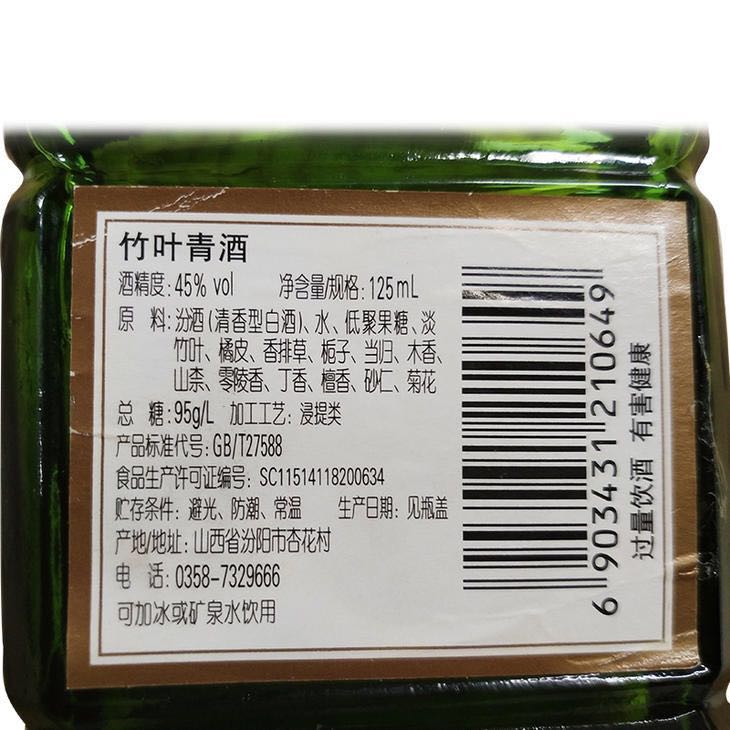 竹叶青酒
酒精度:45% vol 净含量/规格:125mL
原 料:汾酒(清香型白酒)、水、低聚果糖、淡
竹叶、橘皮、香排草、栀子、当归、木香、
山柰、零陵香、丁香、檀香、砂仁、菊花
总 糖:95g/L 加工工艺:浸提类
产品标准代号:GB/T27588
食品生产许可证编号:SC11514118200634
贮存条件:避光、防潮、常温 生产日期:见瓶盖
产地/地址:山西省汾阳市杏花村
电 话:0358-7329666
可加冰或矿泉水饮用
6 903431 210649
过量饮酒 有害健康